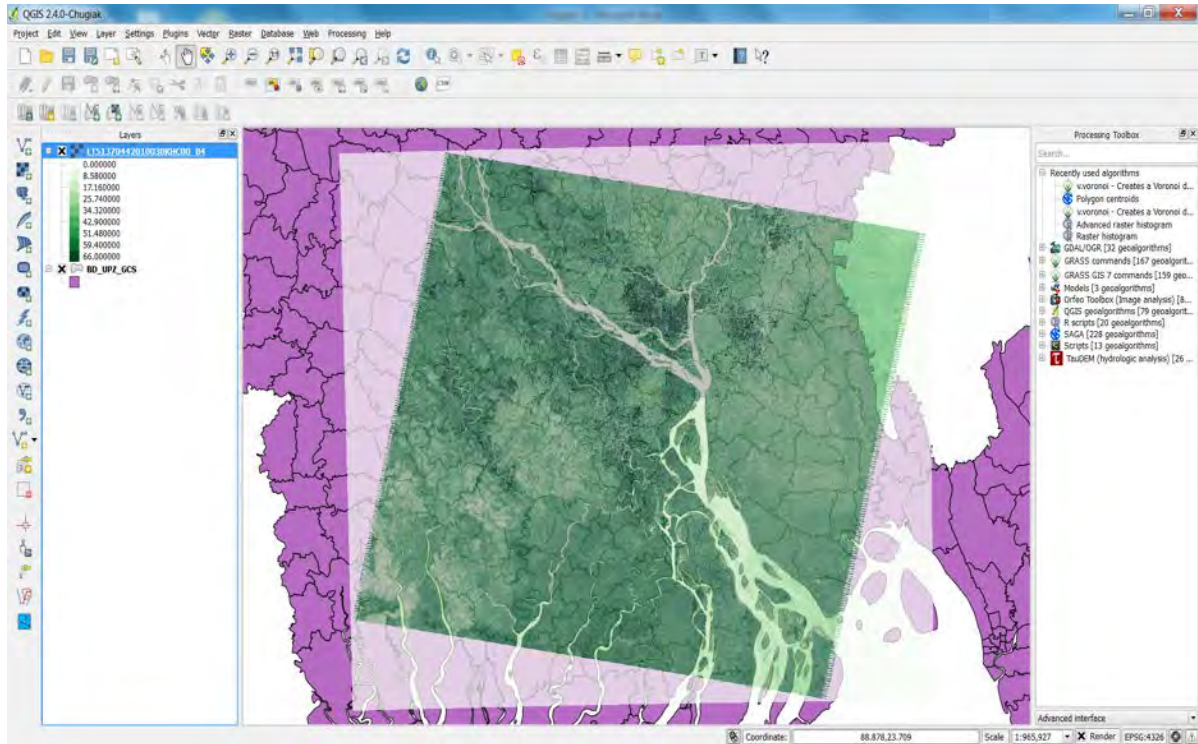 QGIS 2.4.0-Chugiak
Project Edit View Layer Settings Plugins Vector Raster Database Web Processing Help
Layers
LT51370442010030KHC00_B4
0.000000
8.580000
17.160000
25.740000
34.320000
42.900000
51.480000
59.400000
66.000000
BD_UPZ_GCS
Processing Toolbox
Search...
Recently used algorithms
v.voronoi - Creates a Voronoi d...
Polygon centroids
v.voronoi - Creates a Voronoi d...
Advanced raster histogram
Raster histogram
GDAL/OGR [32 geoalgorithms]
GRASS commands [167 geoalgorit...
GRASS GIS 7 commands [159 geo...
Models [3 geoalgorithms]
Orfeo Toolbox (Image analysis) [8...
QGIS geoalgorithms [79 geoalgorit...
R scripts [20 geoalgorithms]
SAGA [228 geoalgorithms]
Scripts [13 geoalgorithms]
TauDEM (hydrologic analysis) [26 ...
Advanced interface
Coordinate: 88.878,23.709 Scale 1:965,927 Render EPSG:4326